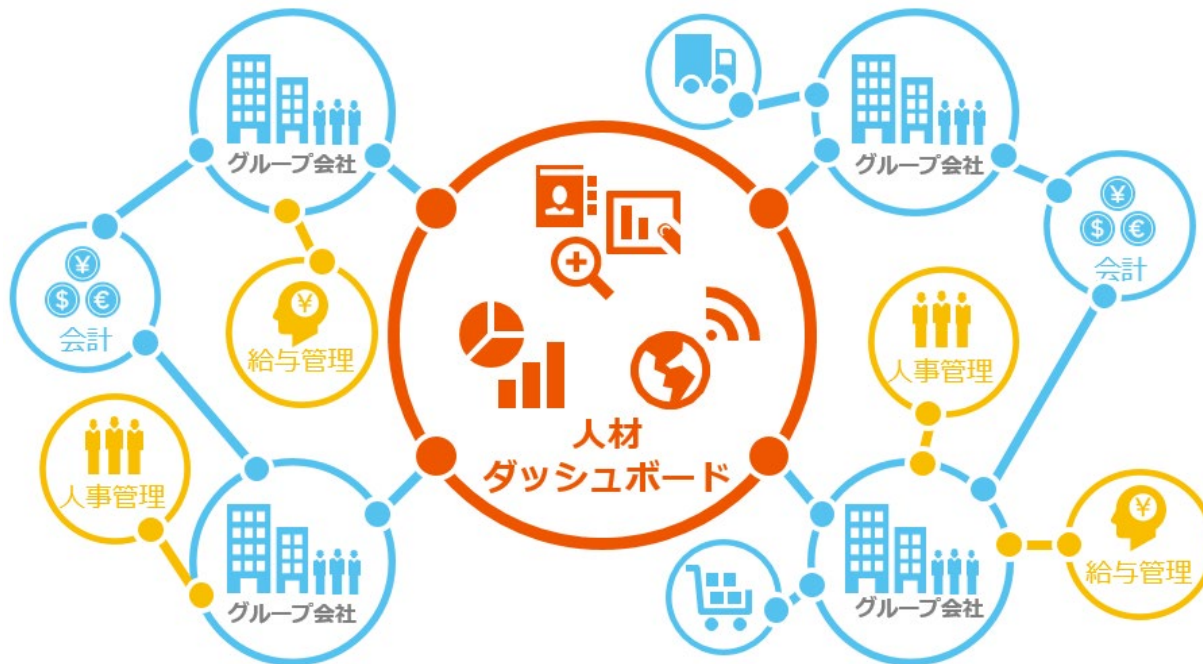 グループ会社
グループ会社
¥
$ €
会計
¥
給与管理
¥
$ €
会計
人事管理
人材
ダッシュボード
人事管理
グループ会社
グループ会社
¥
給与管理